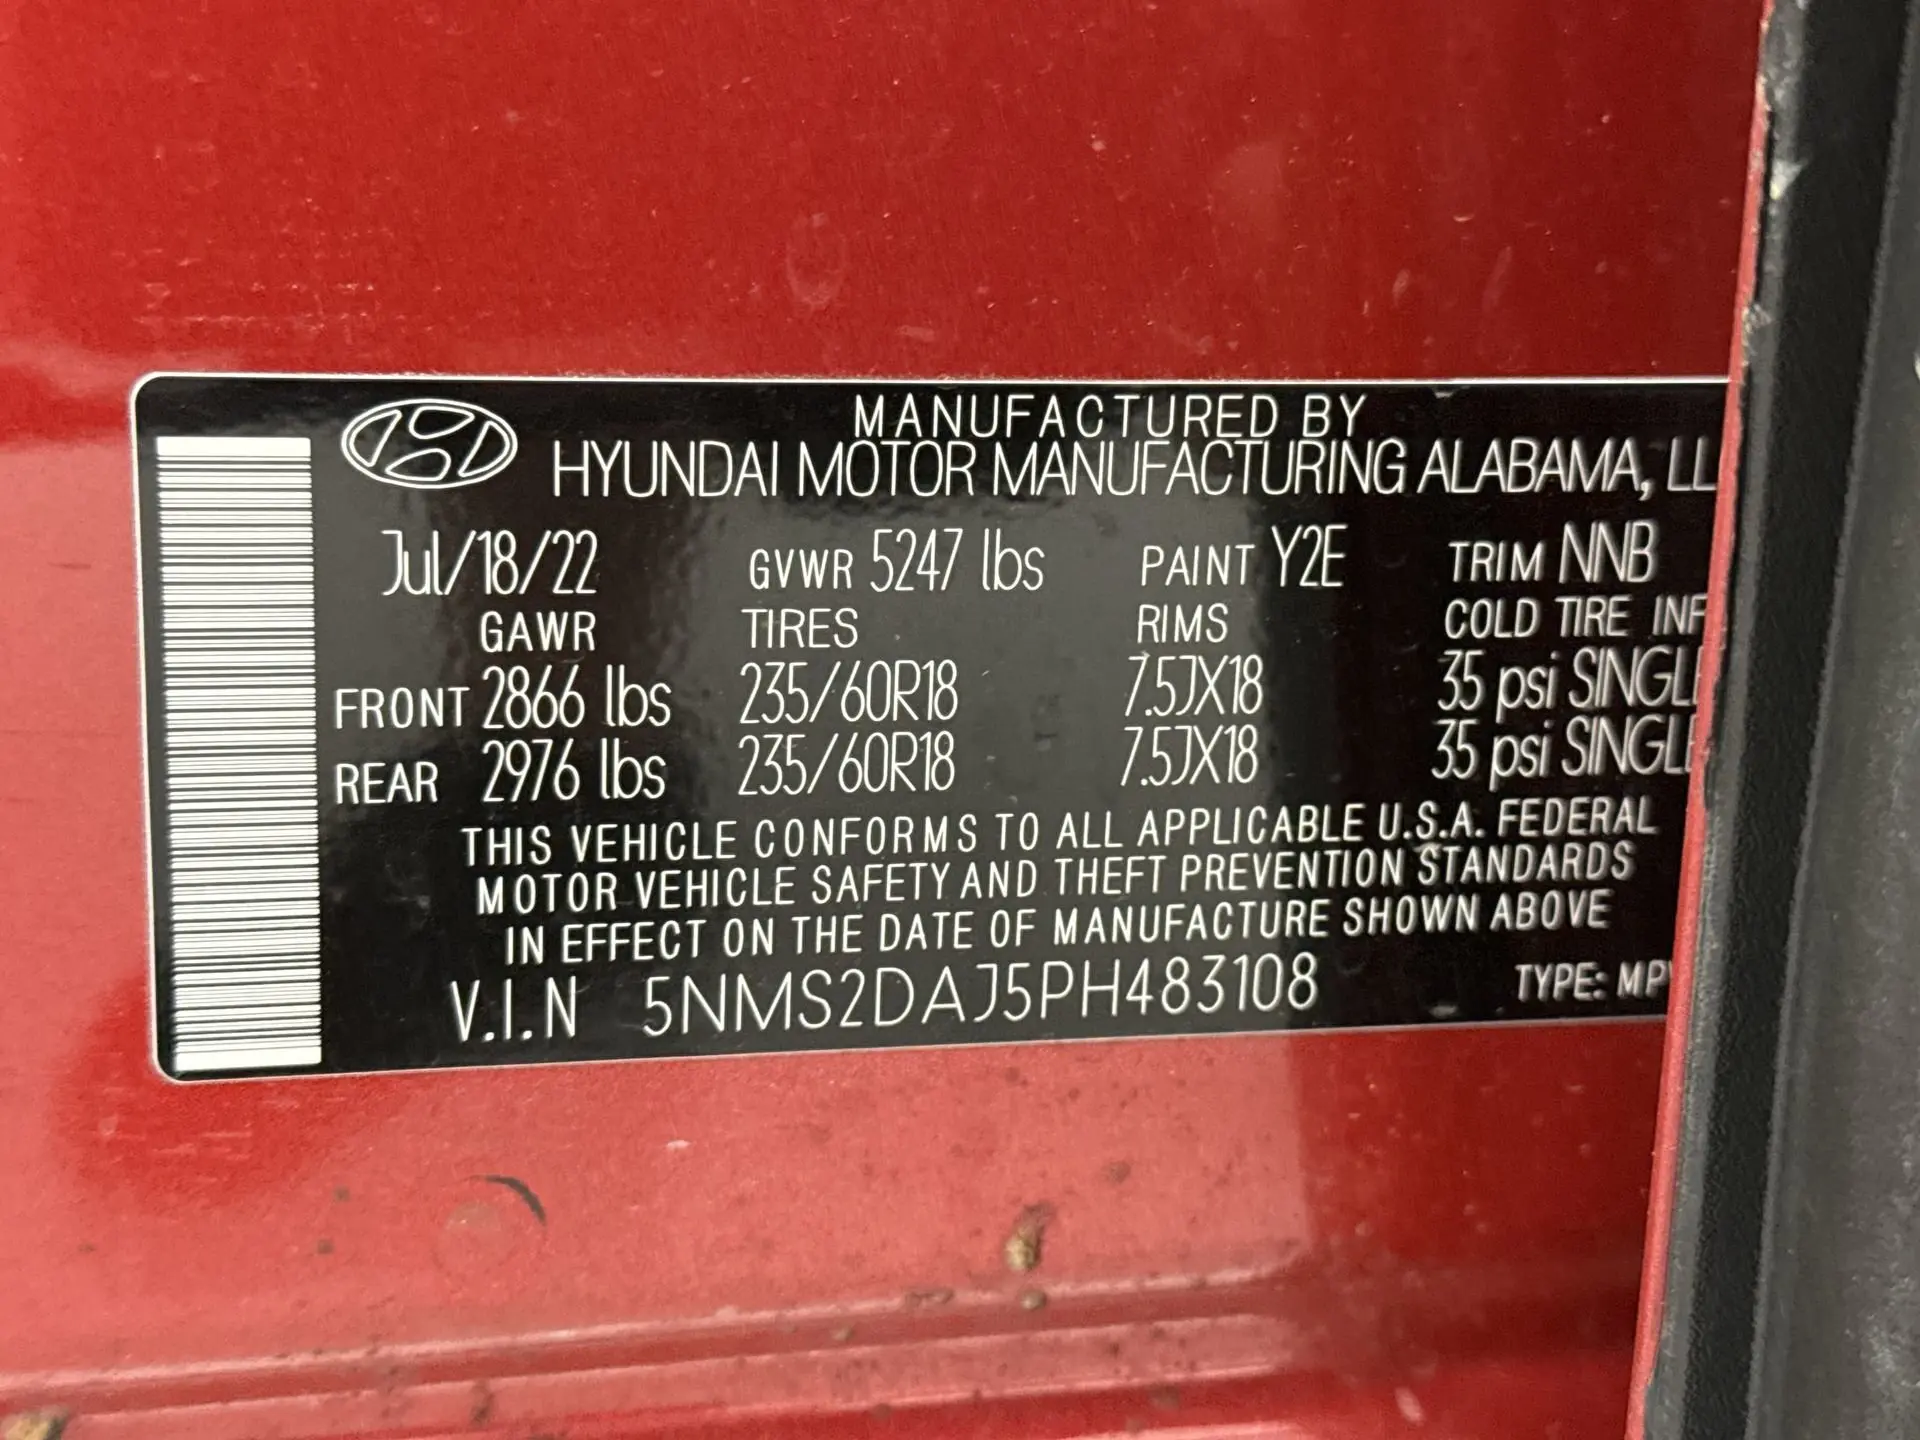 MANUFACTURED BY
HYUNDAI MOTOR MANUFACTURING ALABAMA, LL
Jul/18/22 GVWR 5247 lbs PAINT Y2E TRIM NNB
GAWR TIRES RIMS COLD TIRE INF
FRONT 2866 lbs 235/60R18 7.5JX18 35 psi SINGL
REAR 2976 lbs 235/60R18 7.5JX18 35 psi SINGL
THIS VEHICLE CONFORMS TO ALL APPLICABLE U.S.A. FEDERAL
MOTOR VEHICLE SAFETY AND THEFT PREVENTION STANDARDS
IN EFFECT ON THE DATE OF MANUFACTURE SHOWN ABOVE
V.I.N 5NMS2DAJ5PH483108 TYPE: MPV